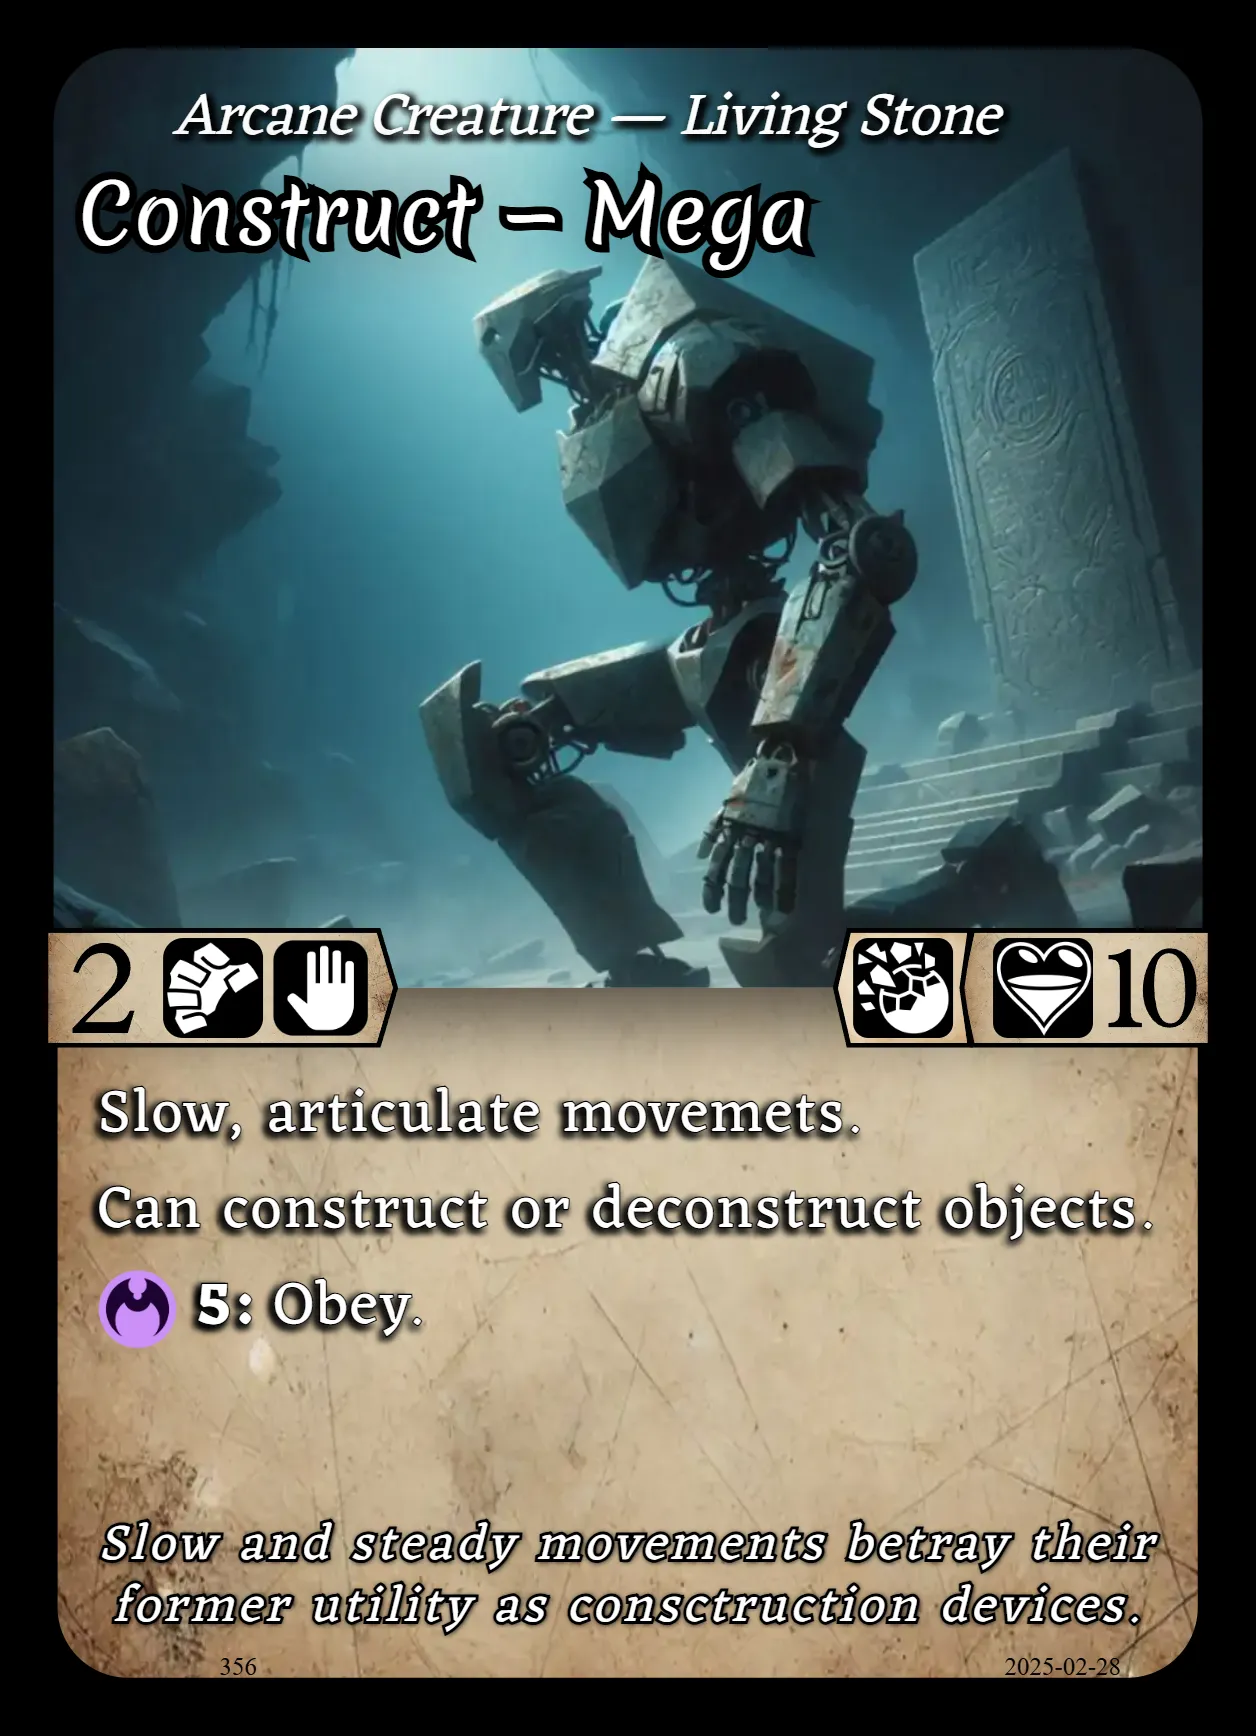 Arcane Creature — Living Stone
Construct – Mega
2
10
Slow, articulate movemets.
Can construct or deconstruct objects.
5: Obey.
Slow and steady movements betray their
former utility as consctruction devices.
356
2025-02-28